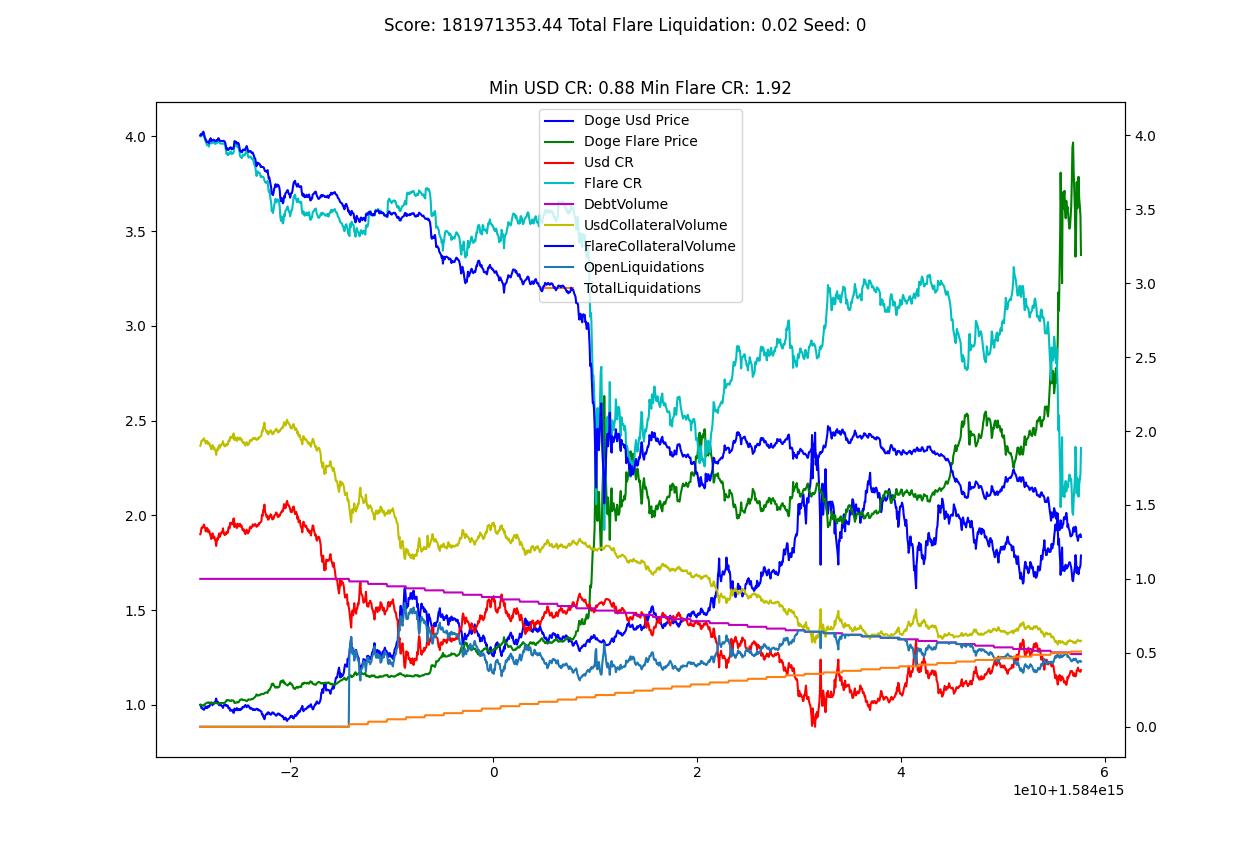 Score: 181971353.44 Total Flare Liquidation: 0.02 Seed: 0
Min USD CR: 0.88 Min Flare CR: 1.92
Doge Usd Price
Doge Flare Price
Usd CR
Flare CR
DebtVolume
UsdCollateralVolume
FlareCollateralVolume
OpenLiquidations
TotalLiquidations
4.0
3.5
3.0
2.5
2.0
1.5
1.0
4.0
3.5
3.0
2.5
2.0
1.5
1.0
0.5
0.0
−2
0
2
4
6
1e10+1.584e15